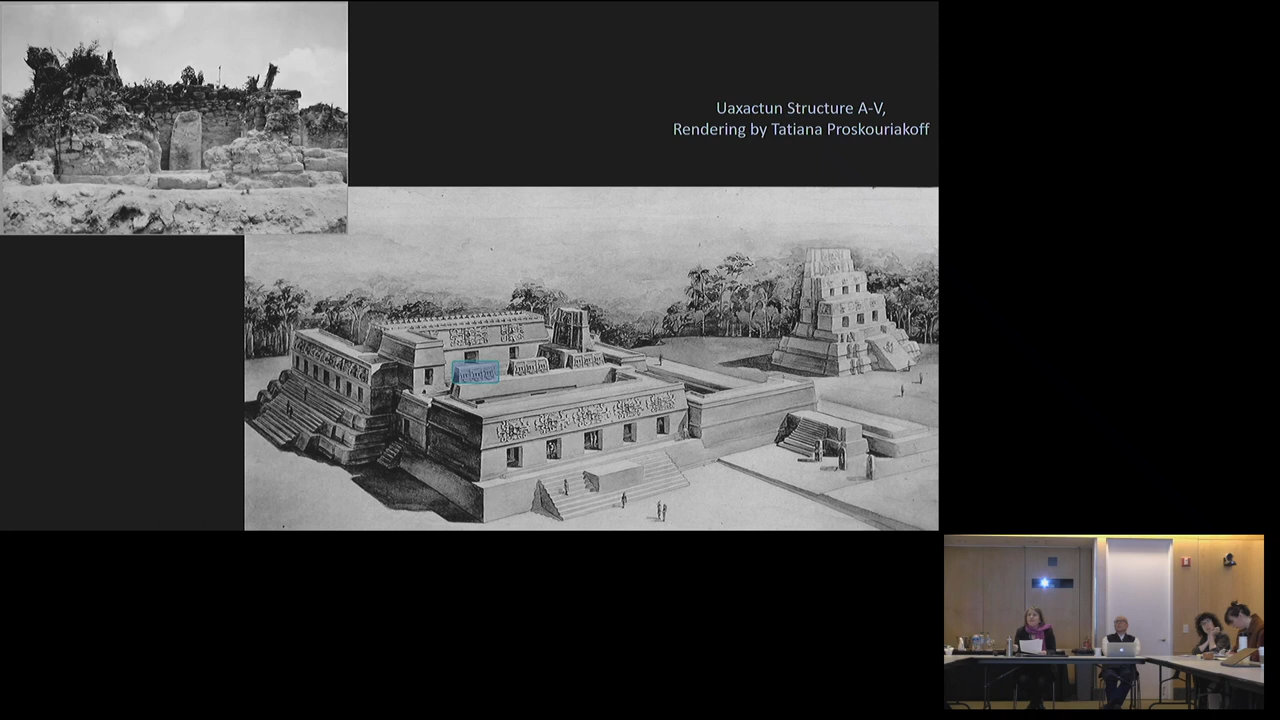 Uaxactun Structure A-V,
Rendering by Tatiana Proskouriakoff